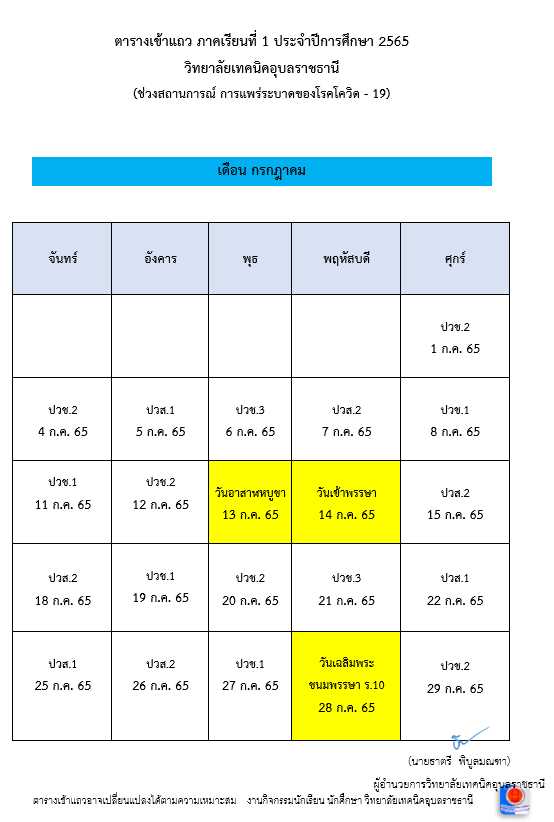 ตารางเข้าแถว ภาคเรียนที่ 1 ประจำปีการศึกษา 2565
วิทยาลัยเทคนิคอุบลราชธานี
(ช่วงสถานการณ์ การแพร่ระบาดของโรคโควิด - 19)
เดือน กรกฎาคม
จันทร์ อังคาร พุธ พฤหัสบดี ศุกร์
ปวช.2
1 ก.ค. 65
ปวช.2 ปวส.1 ปวช.3 ปวส.2 ปวช.1
4 ก.ค. 65 5 ก.ค. 65 6 ก.ค. 65 7 ก.ค. 65 8 ก.ค. 65
ปวช.1 ปวช.2 วันอาสาฬหบูชา วันเข้าพรรษา ปวส.2
11 ก.ค. 65 12 ก.ค. 65 13 ก.ค. 65 14 ก.ค. 65 15 ก.ค. 65
ปวส.2 ปวช.1 ปวช.2 ปวช.3 ปวส.1
18 ก.ค. 65 19 ก.ค. 65 20 ก.ค. 65 21 ก.ค. 65 22 ก.ค. 65
ปวส.1 ปวส.2 ปวช.1 วันเฉลิมพระ ปวช.2
25 ก.ค. 65 26 ก.ค. 65 27 ก.ค. 65 ชนมพรรษา ร.10 29 ก.ค. 65
28 ก.ค. 65
(นายธาตรี พิบูลมณฑา)
ผู้อำนวยการวิทยาลัยเทคนิคอุบลราชธานี
ตารางเข้าแถวอาจเปลี่ยนแปลงได้ตามความเหมาะสม งานกิจกรรมนักเรียน นักศึกษา วิทยาลัยเทคนิคอุบลราชธานี